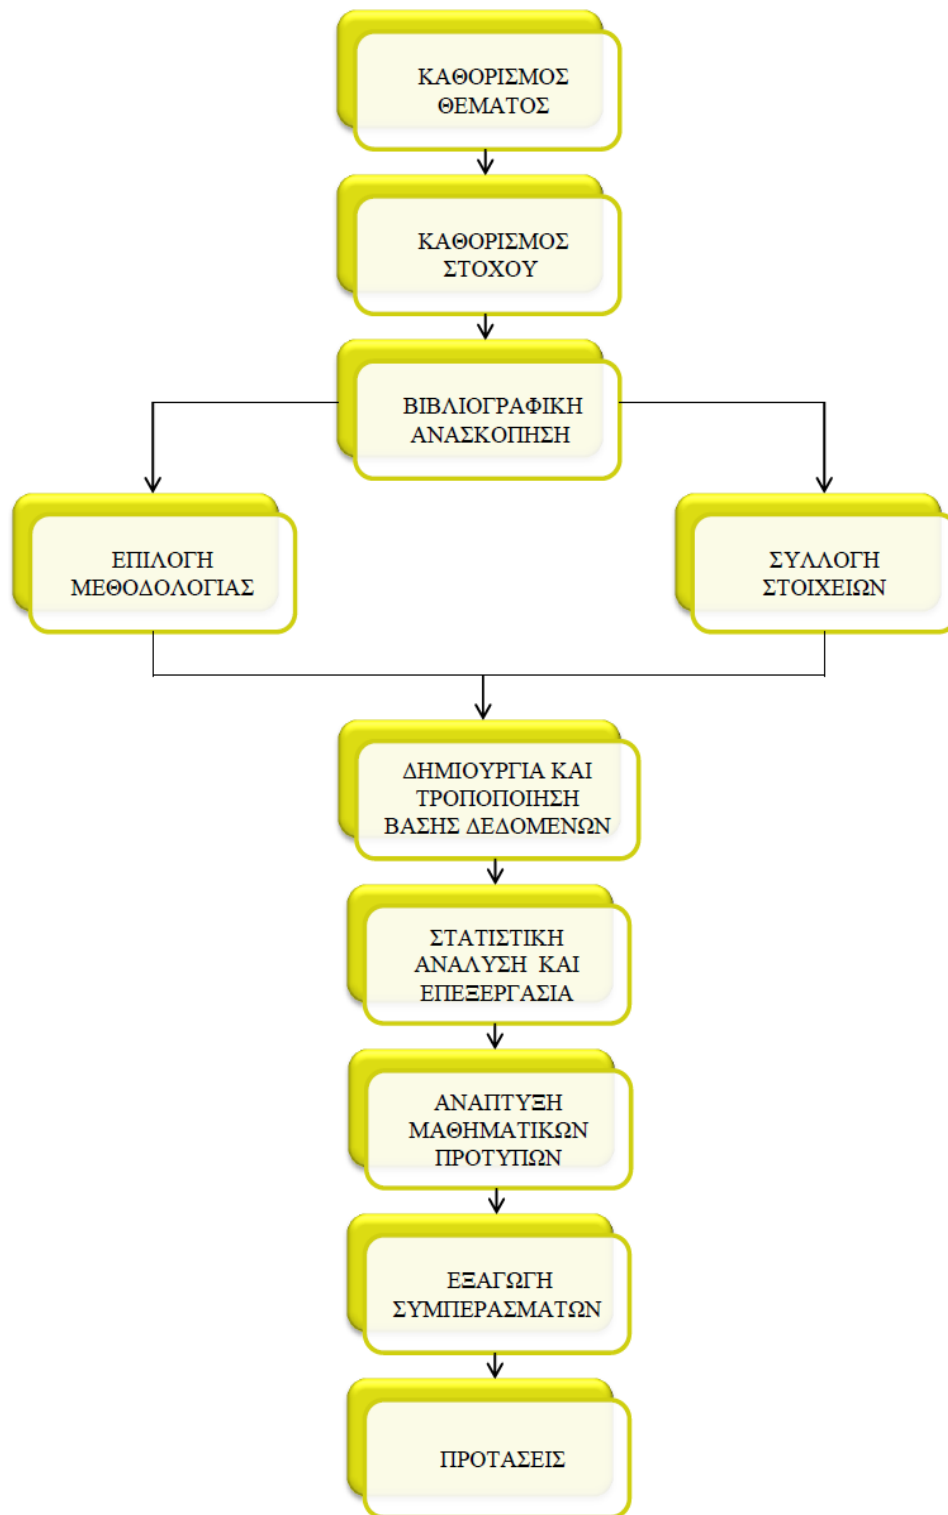 ΚΑΘΟΡΙΣΜΟΣ
ΘΕΜΑΤΟΣ
ΚΑΘΟΡΙΣΜΟΣ
ΣΤΟΧΟΥ
ΒΙΒΛΙΟΓΡΑΦΙΚΗ
ΑΝΑΣΚΟΠΗΣΗ
ΕΠΙΛΟΓΗ
ΜΕΘΟΔΟΛΟΓΙΑΣ
ΣΥΛΛΟΓΗ
ΣΤΟΙΧΕΙΩΝ
ΔΗΜΙΟΥΡΓΙΑ ΚΑΙ
ΤΡΟΠΟΠΟΙΗΣΗ
ΒΑΣΗΣ ΔΕΔΟΜΕΝΩΝ
ΣΤΑΤΙΣΤΙΚΗ
ΑΝΑΛΥΣΗ ΚΑΙ
ΕΠΕΞΕΡΓΑΣΙΑ
ΑΝΑΠΤΥΞΗ
ΜΑΘΗΜΑΤΙΚΩΝ
ΠΡΟΤΥΠΩΝ
ΕΞΑΓΩΓΗ
ΣΥΜΠΕΡΑΣΜΑΤΩΝ
ΠΡΟΤΑΣΕΙΣ